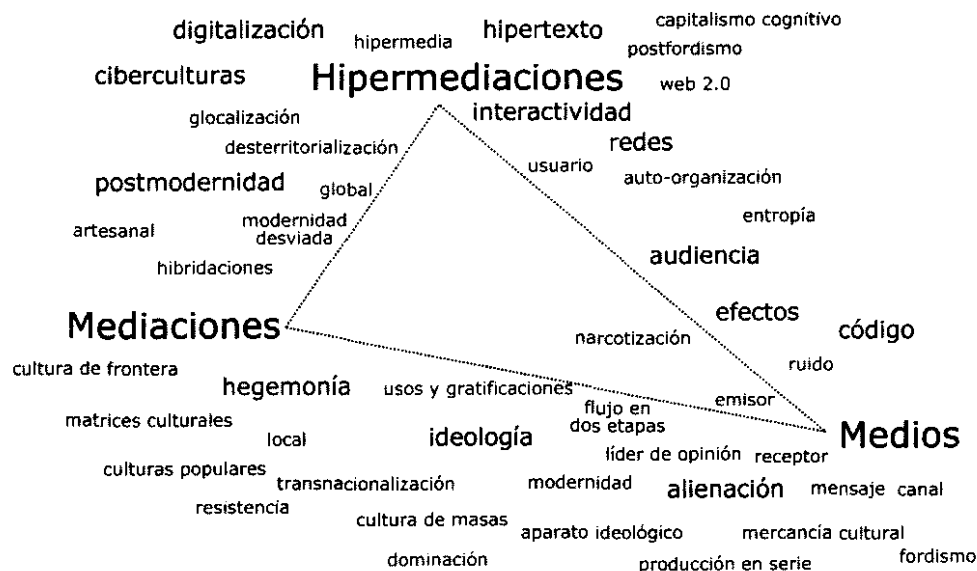 capitalismo cognitivo
digitalización
hipermedia
hipertexto
postfordismo
ciberculturas
Hipermediaciones
web 2.0
glocalización
interactividad
desterritorialización
redes
usuario
postmodernidad
global
auto-organización
artesanal
modernidad
desviada
entropía
hibridaciones
audiencia
Mediaciones
efectos
narcotización
código
cultura de frontera
ruido
hegemonía
usos y gratificaciones
emisor
flujo en
dos etapas
matrices culturales
local
ideología
Medios
líder de opinión
receptor
culturas populares
transnacionalización
modernidad
alienación
mensaje
canal
resistencia
cultura de masas
aparato ideológico
mercancía cultural
dominación
producción en serie
fordismo